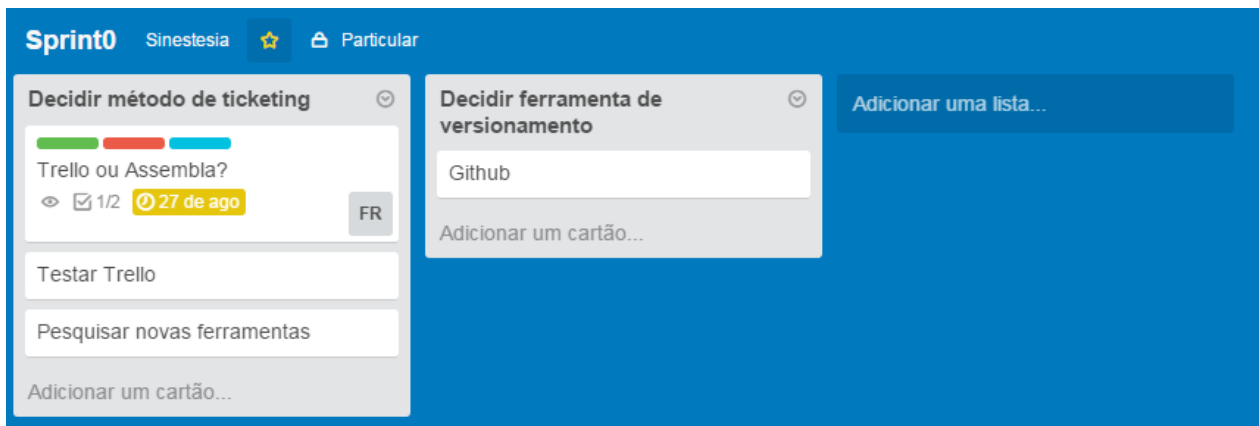 Sprint0 Sinestesia Particular
Decidir método de ticketing
Trello ou Assembla?
1/2 27 de ago
FR
Testar Trello
Pesquisar novas ferramentas
Adicionar um cartão...
Decidir ferramenta de
versionamento
Github
Adicionar um cartão...
Adicionar uma lista...